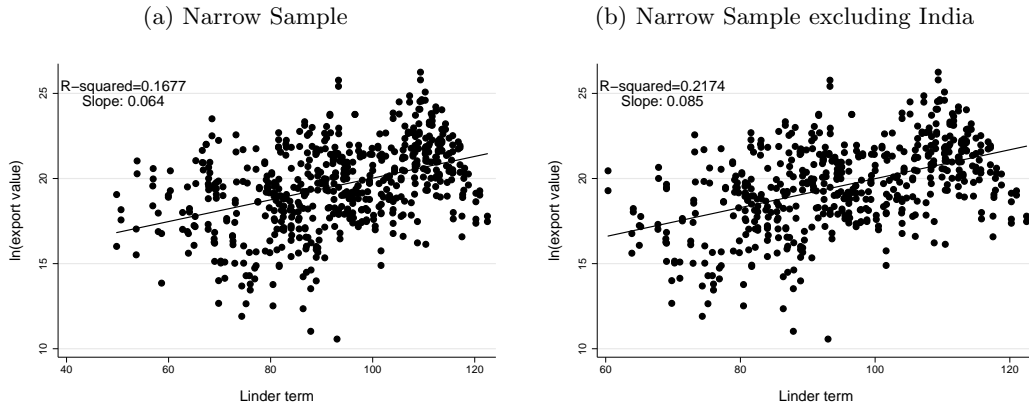 (a) Narrow Sample
R−squared=0.1677
Slope: 0.064
ln(export value)
25
20
15
10
40 60 80 100 120
Linder term
(b) Narrow Sample excluding India
R−squared=0.2174
Slope: 0.085
ln(export value)
25
20
15
10
60 80 100 120
Linder term